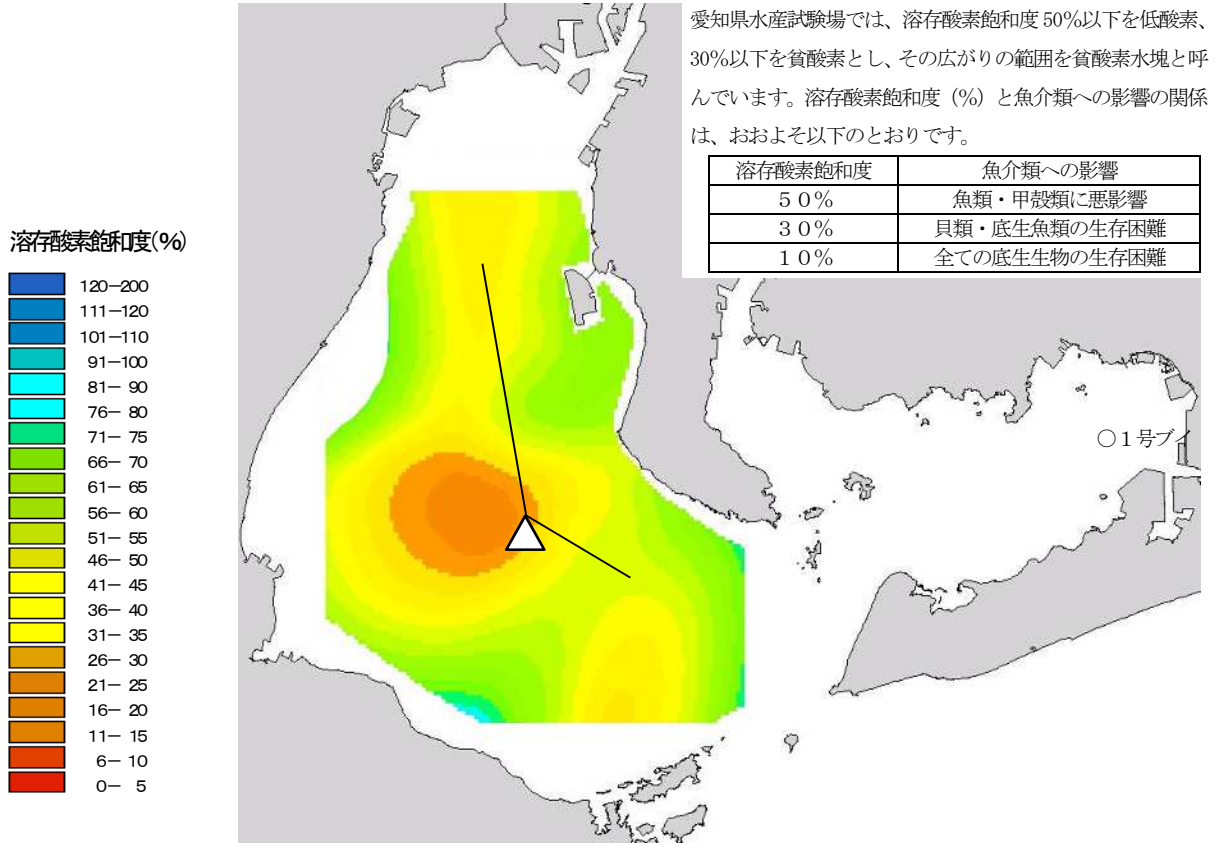 愛知県水産試験場では、溶存酸素飽和度 50%以下を低酸素、
30%以下を貧酸素とし、その広がりの範囲を貧酸素水塊と呼
んでいます。溶存酸素飽和度（%）と魚介類への影響の関係
は、おおよそ以下のとおりです。
溶存酸素飽和度 魚介類への影響
５０％ 魚類・甲殻類に悪影響
３０％ 貝類・底生魚類の生存困難
１０％ 全ての底生生物の生存困難
溶存酸素飽和度(%)
120－200
111－120
101－110
91－100
81－ 90
76－ 80
71－ 75
66－ 70
61－ 65
56－ 60
51－ 55
46－ 50
41－ 45
36－ 40
31－ 35
26－ 30
21－ 25
16－ 20
11－ 15
6－ 10
0－ 5
○１号ブイ